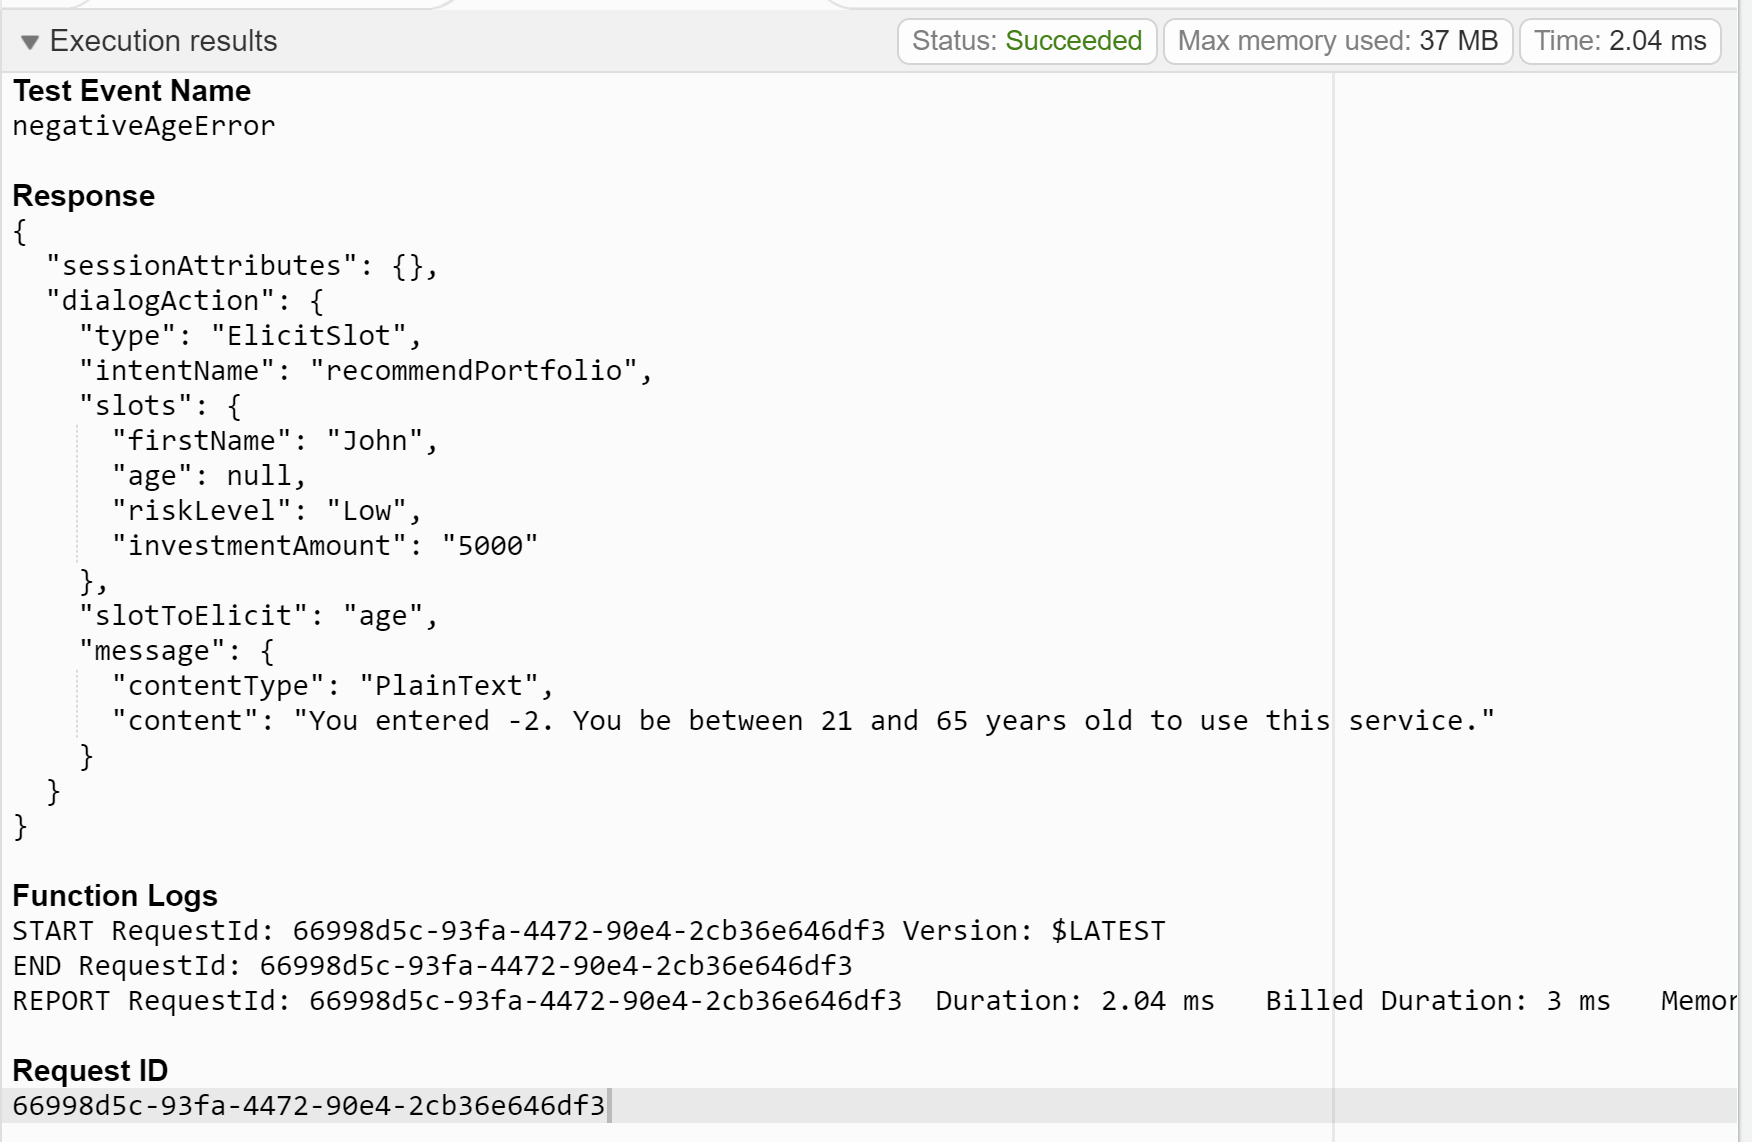 Execution results
Status: Succeeded
Max memory used: 37 MB
Time: 2.04 ms
Test Event Name
negativeAgeError
Response
{
  "sessionAttributes": {},
  "dialogAction": {
    "type": "ElicitSlot",
    "intentName": "recommendPortfolio",
    "slots": {
      "firstName": "John",
      "age": null,
      "riskLevel": "Low",
      "investmentAmount": "5000"
    },
    "slotToElicit": "age",
    "message": {
      "contentType": "PlainText",
      "content": "You entered -2. You be between 21 and 65 years old to use this service."
    }
  }
}
Function Logs
START RequestId: 66998d5c-93fa-4472-90e4-2cb36e646df3 Version: $LATEST
END RequestId: 66998d5c-93fa-4472-90e4-2cb36e646df3
REPORT RequestId: 66998d5c-93fa-4472-90e4-2cb36e646df3  Duration: 2.04 ms   Billed Duration: 3 ms   Memor
Request ID
66998d5c-93fa-4472-90e4-2cb36e646df3